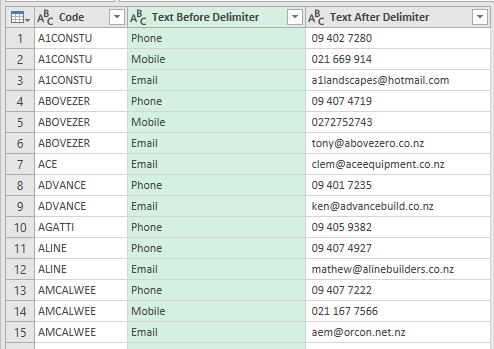 ABC Code ABC Text Before Delimiter ABC Text After Delimiter
1 A1CONSTU Phone 09 402 7280
2 A1CONSTU Mobile 021 669 914
3 A1CONSTU Email a1landscapes@hotmail.com
4 ABOVEZER Phone 09 407 4719
5 ABOVEZER Mobile 0272752743
6 ABOVEZER Email tony@abovezero.co.nz
7 ACE Email clem@aceequipment.co.nz
8 ADVANCE Phone 09 401 7235
9 ADVANCE Email ken@advancebuild.co.nz
10 AGATTI Phone 09 405 9382
11 ALINE Phone 09 407 4927
12 ALINE Email mathew@alinebuilders.co.nz
13 AMCALWEE Phone 09 407 7222
14 AMCALWEE Mobile 021 167 7566
15 AMCALWEE Email aem@orcon.net.nz